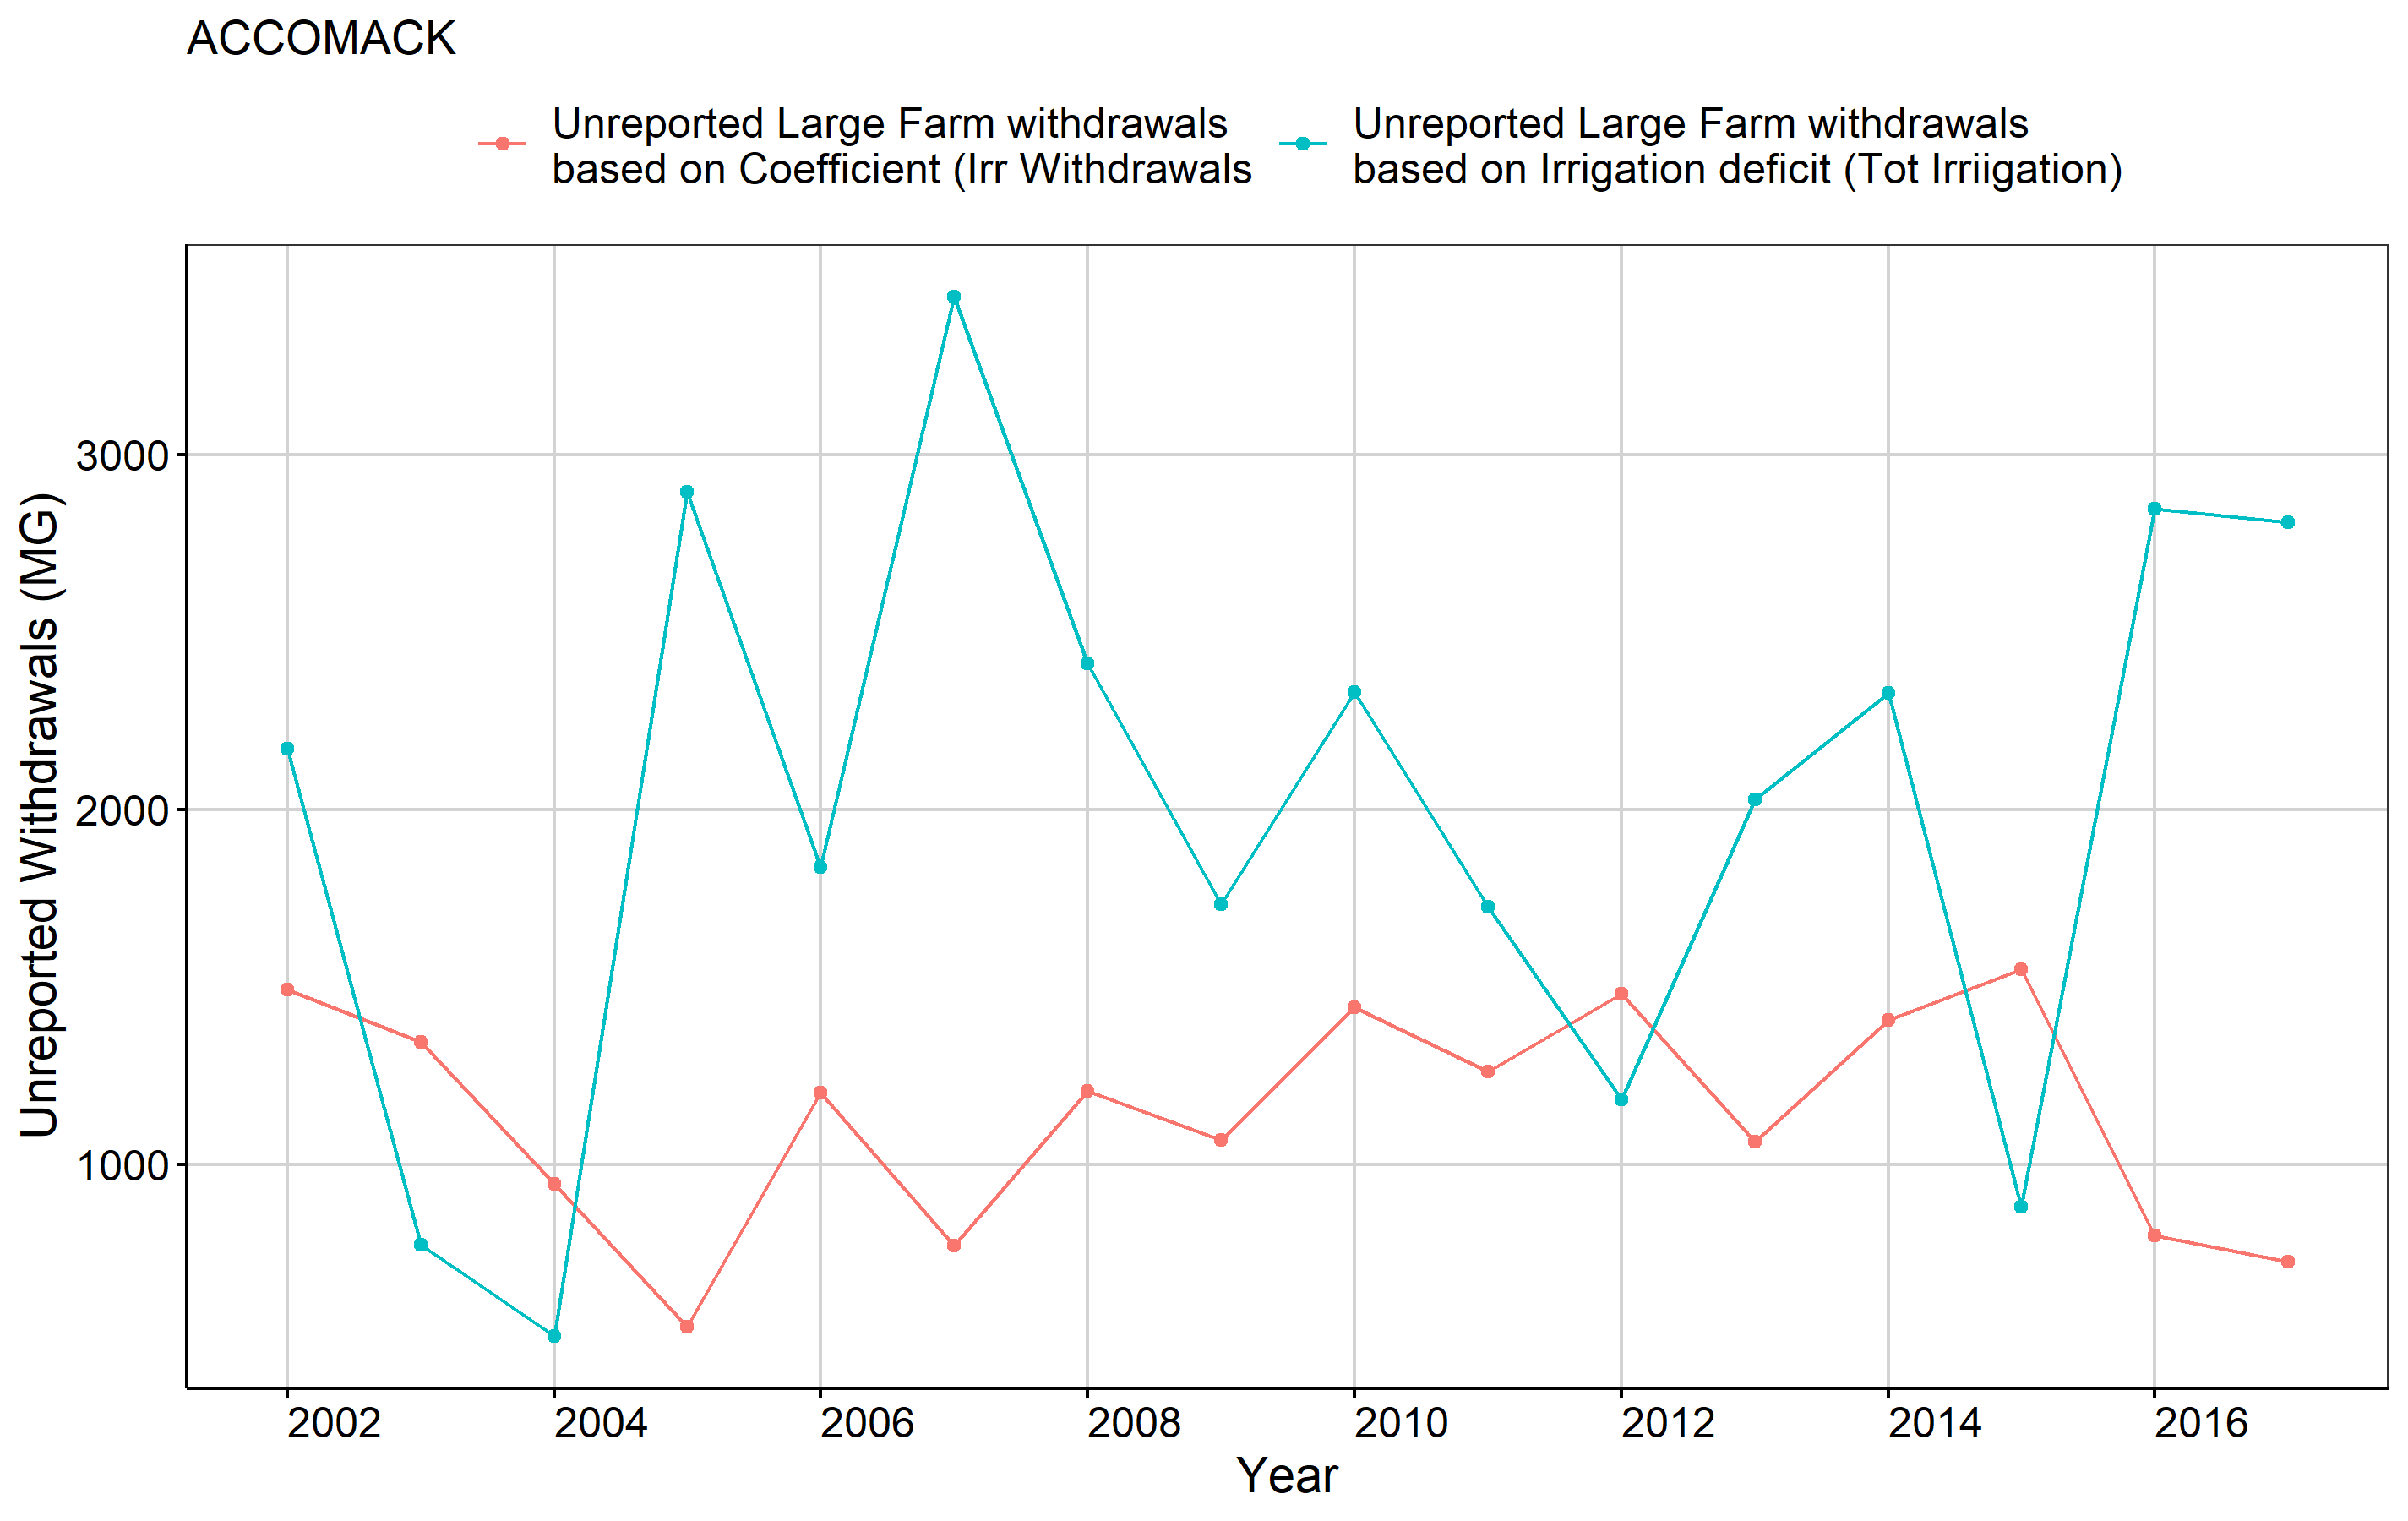 ACCOMACK
Unreported Large Farm withdrawals
based on Coefficient (Irr Withdrawals
Unreported Large Farm withdrawals
based on Irrigation deficit (Tot Irriigation)
Unreported Withdrawals (MG)
3000
2000
1000
2002 2004 2006 2008 2010 2012 2014 2016
Year